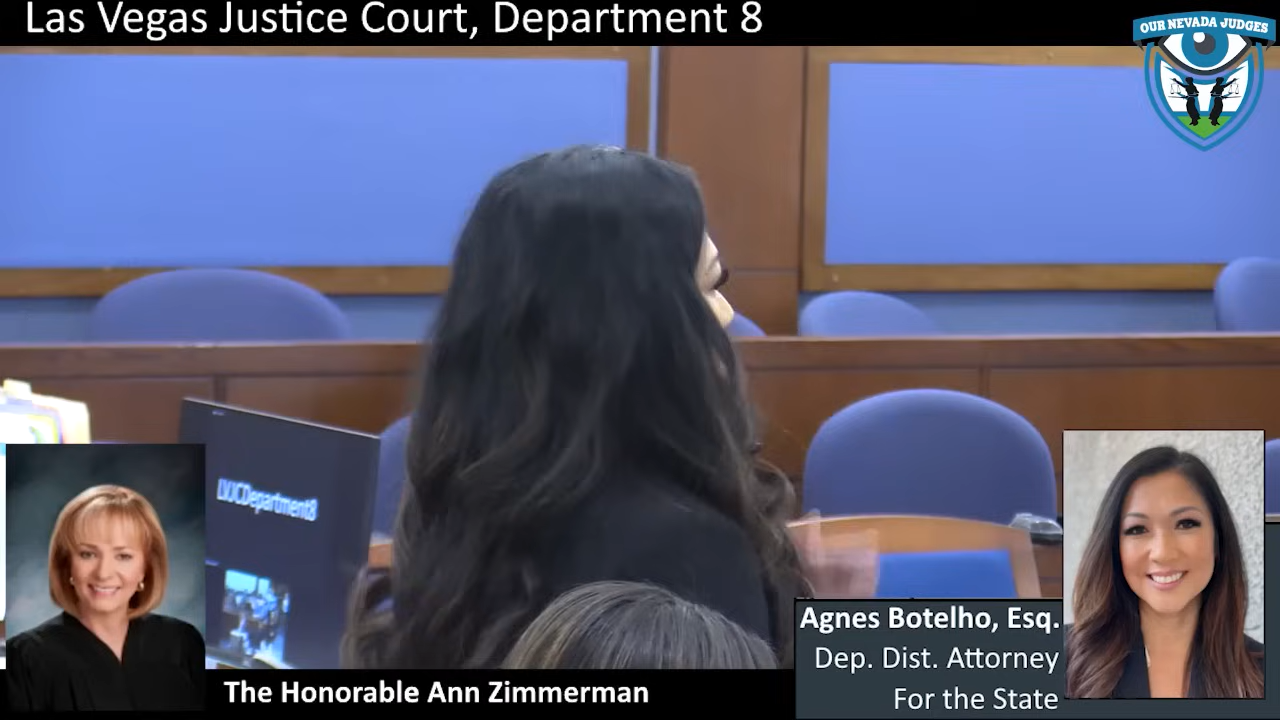 Las Vegas Justice Court, Department 8
OUR NEVADA JUDGES
LVJCDepartment8
Agnes Botelho, Esq.
Dep. Dist. Attorney
For the State
The Honorable Ann Zimmerman